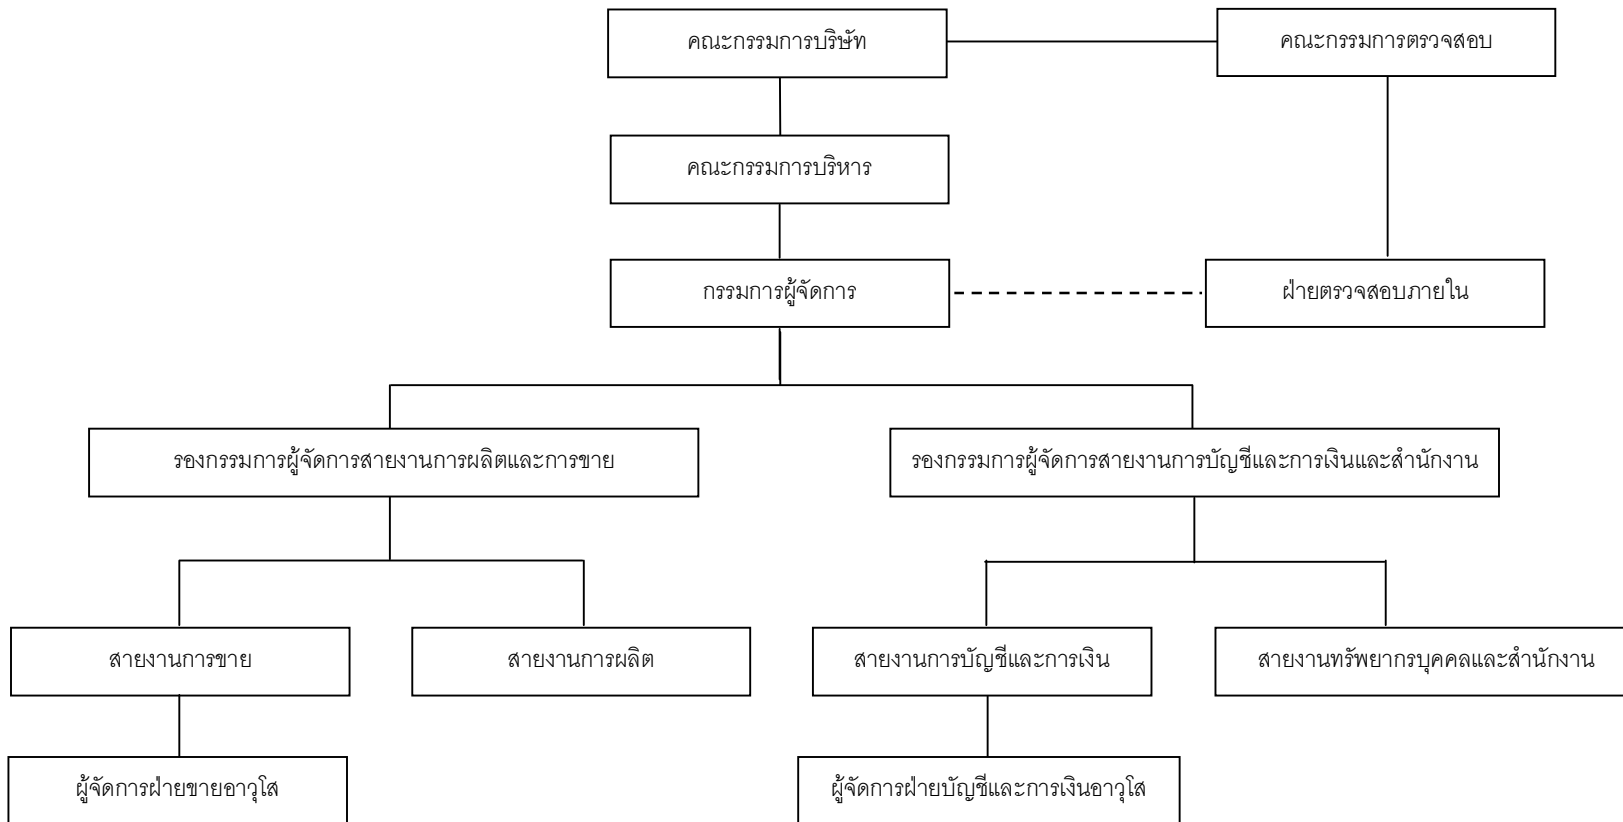 คณะกรรมการบริษัท
คณะกรรมการตรวจสอบ
คณะกรรมการบริหาร
กรรมการผู้จัดการ
ฝ่ายตรวจสอบภายใน
รองกรรมการผู้จัดการสายงานการผลิตและการขาย
รองกรรมการผู้จัดการสายงานการบัญชีและการเงินและสำนักงาน
สายงานการขาย
สายงานการผลิต
สายงานการบัญชีและการเงิน
สายงานทรัพยากรบุคคลและสำนักงาน
ผู้จัดการฝ่ายขายอาวุโส
ผู้จัดการฝ่ายบัญชีและการเงินอาวุโส